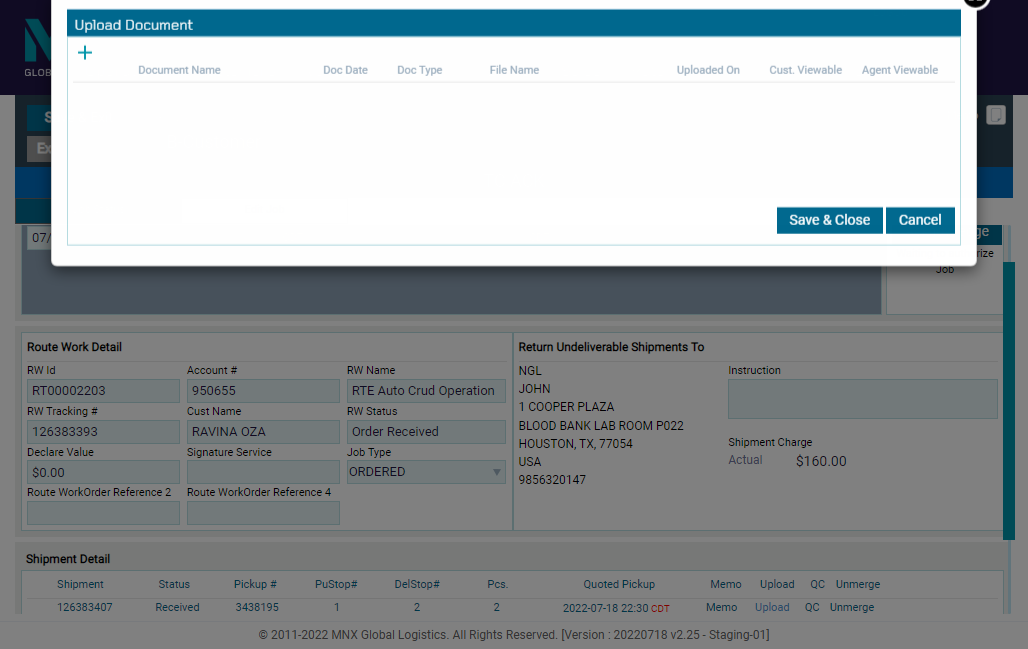 Upload Document
Document Name Doc Date Doc Type File Name Uploaded On Cust. Viewable Agent Viewable
Save & Close Cancel
GLOB
S
Ex
07/
ge
rize
Job
Route Work Detail
RW Id Account # RW Name
RT00002203 950655 RTE Auto Crud Operation
RW Tracking # Cust Name RW Status
126383393 RAVINA OZA Order Received
Declare Value Signature Service Job Type
$0.00 ORDERED
Route WorkOrder Reference 2 Route WorkOrder Reference 4
Return Undeliverable Shipments To
NGL
JOHN
1 COOPER PLAZA
BLOOD BANK LAB ROOM P022
HOUSTON, TX, 77054
USA
9856320147
Instruction
Shipment Charge
Actual $160.00
Shipment Detail
Shipment Status Pickup # PuStop# DelStop# Pcs. Quoted Pickup Memo Upload QC Unmerge
126383407 Received 3438195 1 2 2 2022-07-18 22:30 CDT Memo Upload QC Unmerge
© 2011-2022 MNX Global Logistics. All Rights Reserved. [Version : 20220718 v2.25 - Staging-01]